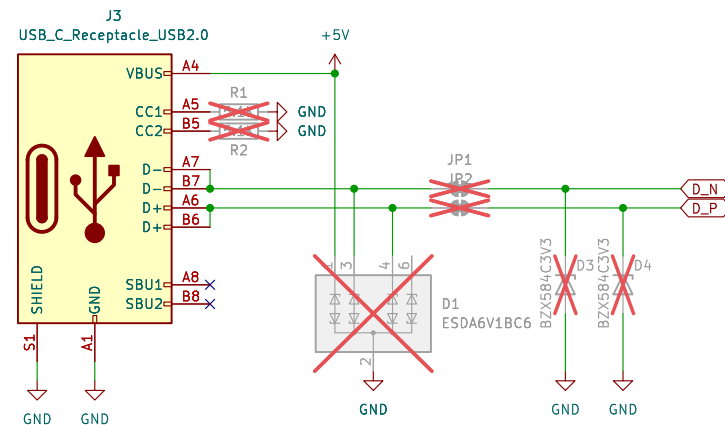 J3
USB_C_Receptacle_USB2.0
+5V
VBUS A4
R1
CC1 A5 GND
CC2 B5 GND
R2
D- A7
JP1
JP2
D- B7 D_N
D+ A6 D_P
D+ B6
1 3 4 6
D3 D4
BZX584C3V3 BZX584C3V3
SBU1 A8
SBU2 B8
SHIELD GND
D1
ESDA6V1BC6
S1 A1 2
GND GND GND GND GND